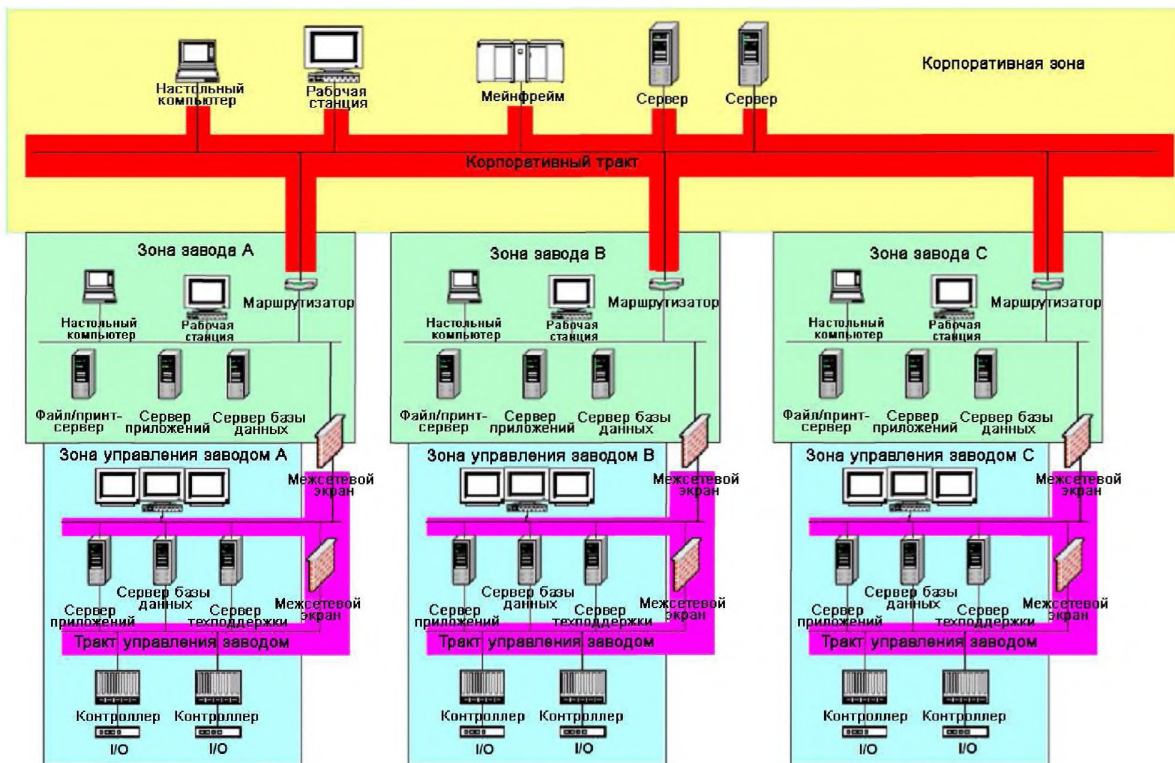 Корпоративная зона
Настольный
компьютер
Рабочая
станция
Мейнфрейм
Сервер
Сервер
Корпоративный тракт
Зона завода А
Маршрутизатор
Настольный
компьютер
Рабочая
станция
Файл/принт-
сервер
Сервер
приложений
Сервер базы
данных
Зона завода В
Маршрутизатор
Настольный
компьютер
Рабочая
станция
Файл/принт-
сервер
Сервер
приложений
Сервер базы
данных
Зона завода С
Маршрутизатор
Настольный
компьютер
Рабочая
станция
Файл/принт-
сервер
Сервер
приложений
Сервер базы
данных
Зона управления заводом А
Межсетевой
экран
Сервер
приложений
Сервер базы
данных
Сервер
техподдержки
Межсетевой
экран
Тракт управления заводом
Контроллер
Контроллер
I/O
I/O
Зона управления заводом В
Межсетевой
экран
Сервер
приложений
Сервер базы
данных
Сервер
техподдержки
Межсетевой
экран
Тракт управления заводом
Контроллер
Контроллер
I/O
I/O
Зона управления заводом С
Межсетевой
экран
Сервер
приложений
Сервер базы
данных
Сервер
техподдержки
Межсетевой
экран
Тракт управления заводом
Контроллер
Контроллер
I/O
I/O